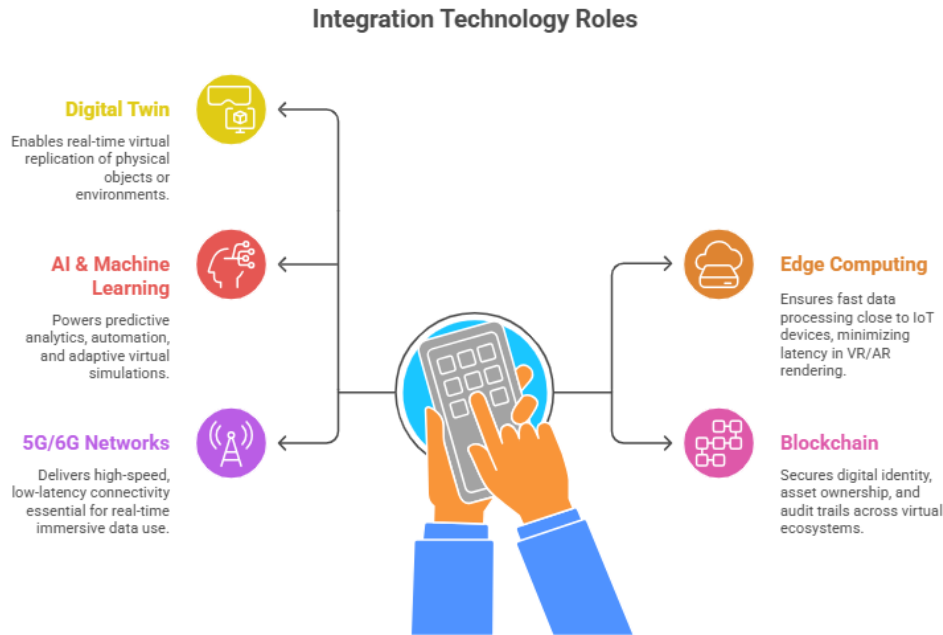 Integration Technology Roles
Digital Twin
Enables real-time virtual
replication of physical
objects or
environments.
AI & Machine
Learning
Powers predictive
analytics, automation,
and adaptive virtual
simulations.
5G/6G Networks
Delivers high-speed,
low-latency connectivity
essential for real-time
immersive data use.
Edge Computing
Ensures fast data
processing close to IoT
devices, minimizing
latency in VR/AR
rendering.
Blockchain
Secures digital identity,
asset ownership, and
audit trails across virtual
ecosystems.